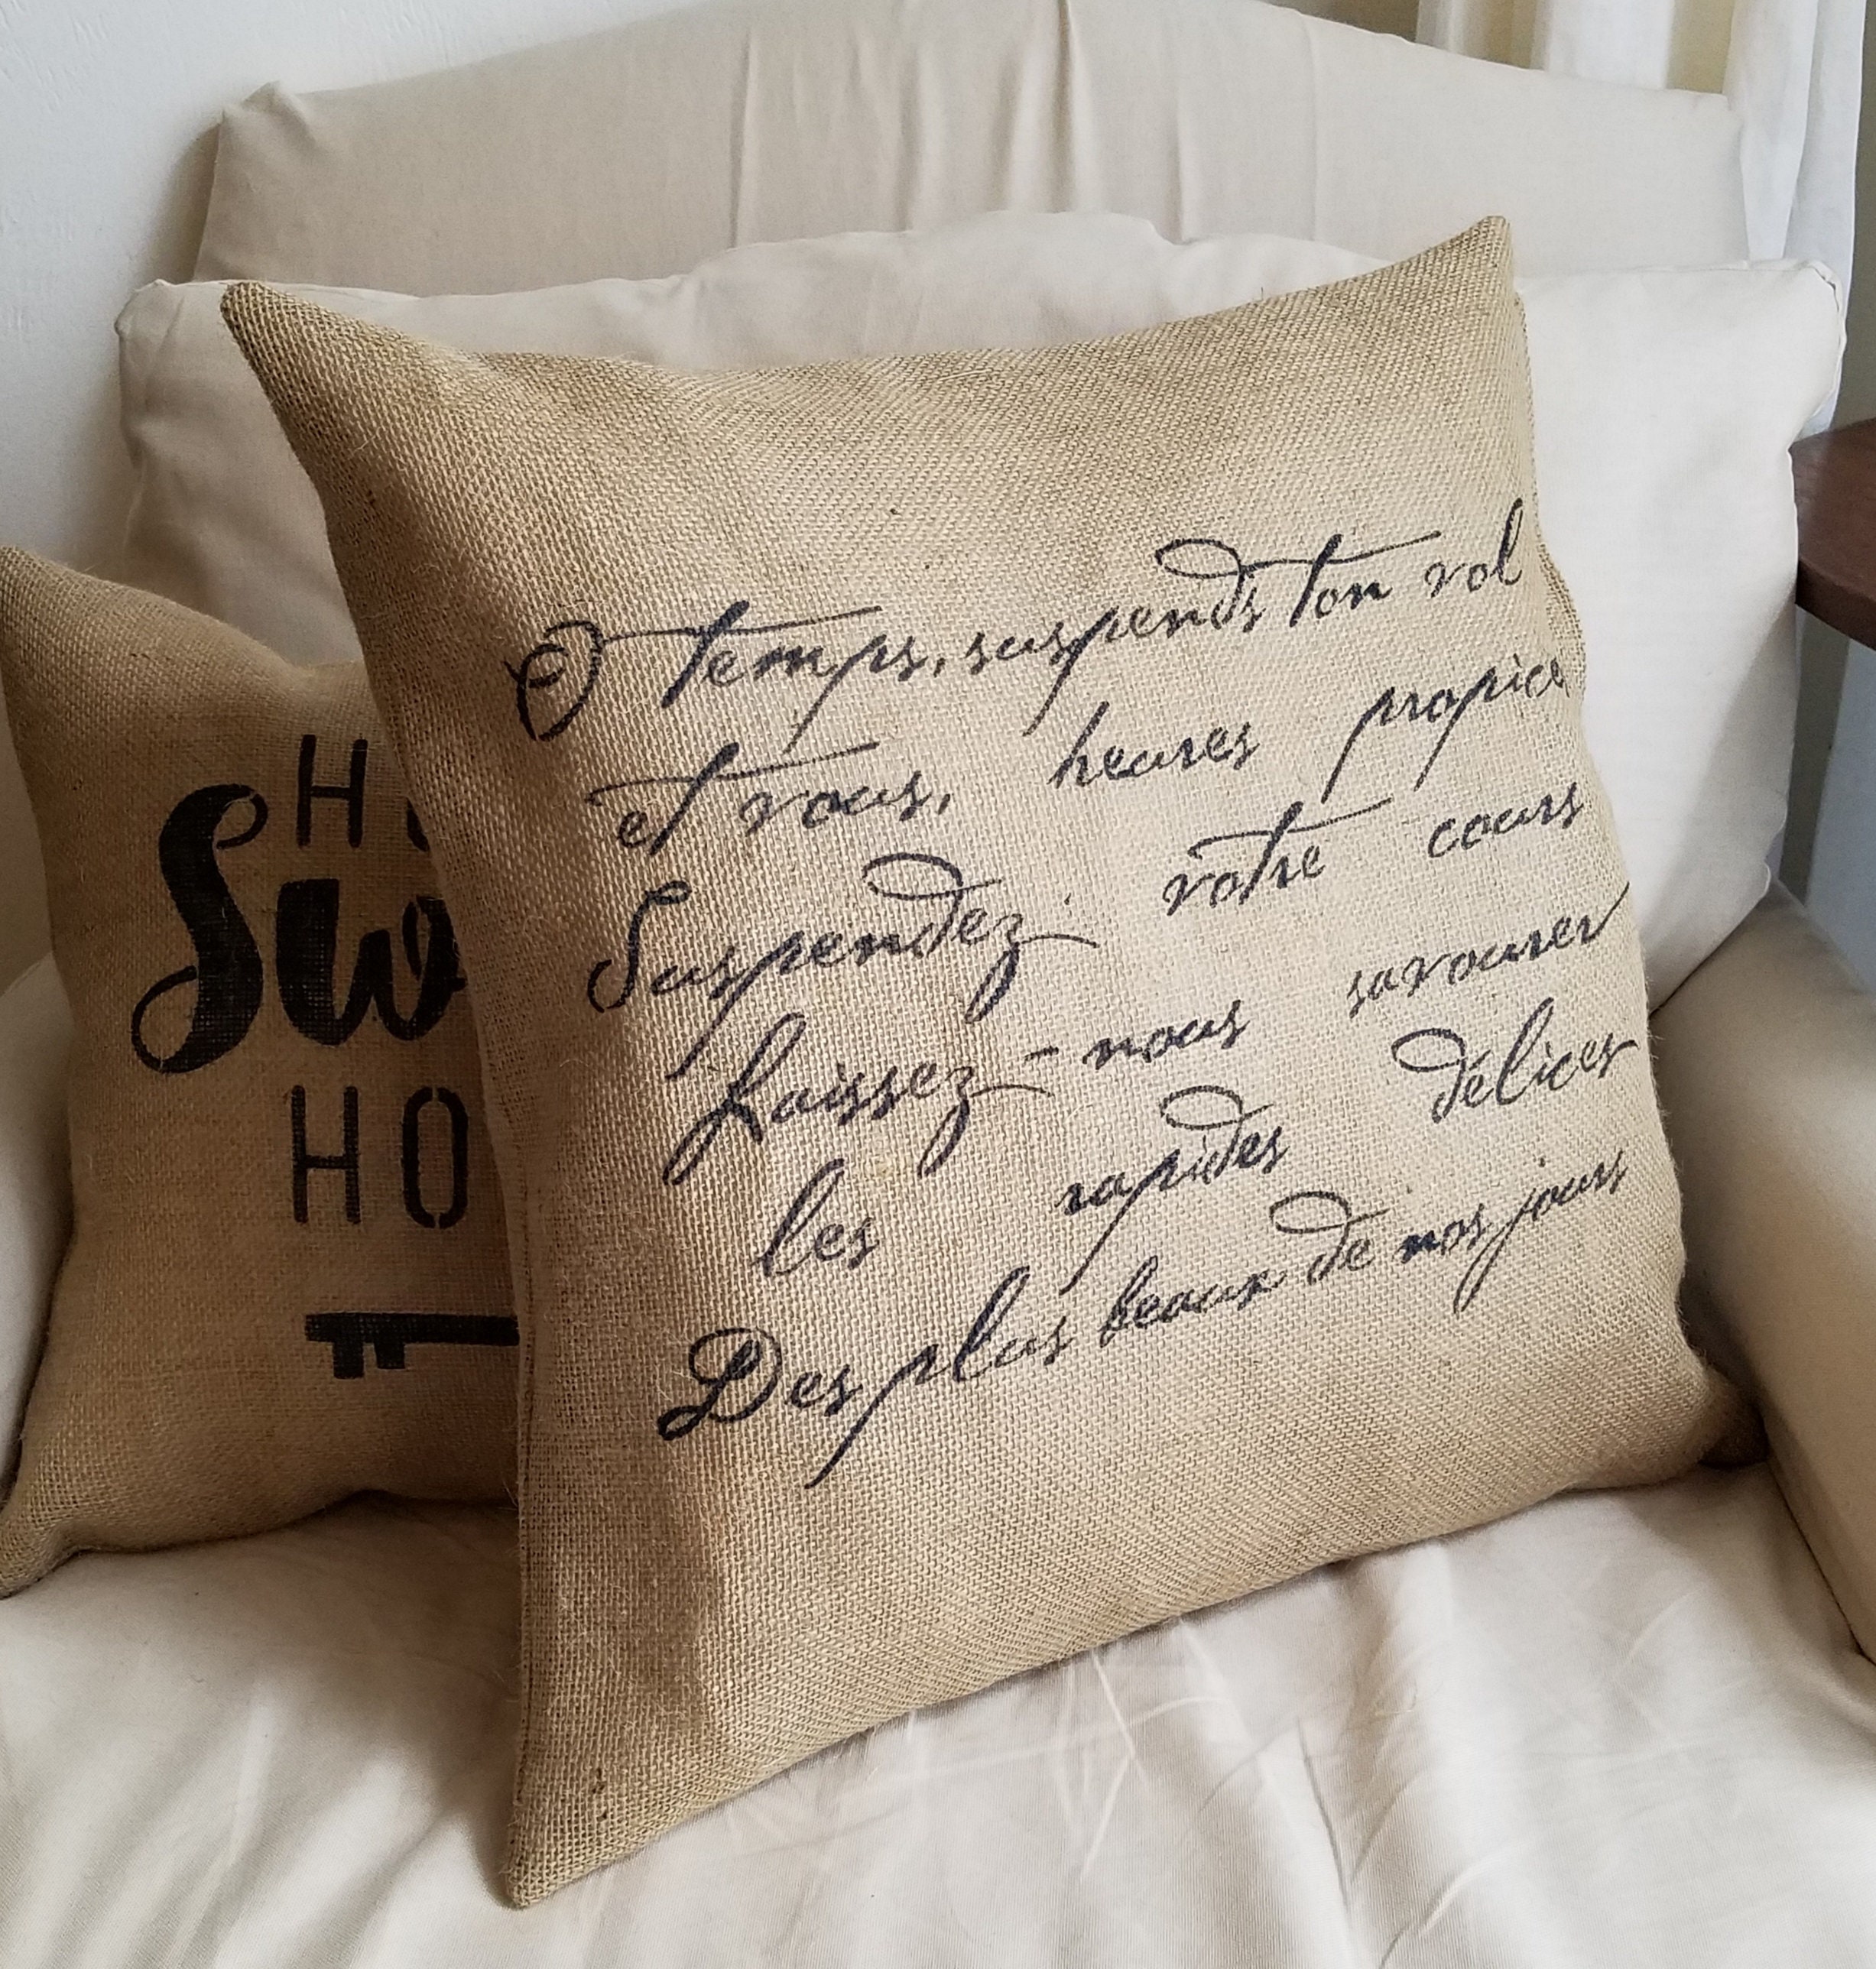 O temps, suspends ton vol
et vous, heures propice
Suspendez votre cours
Laissez-nous savourer
les rapides délices
Des plus beaux de nos jours
H
Sw
HO